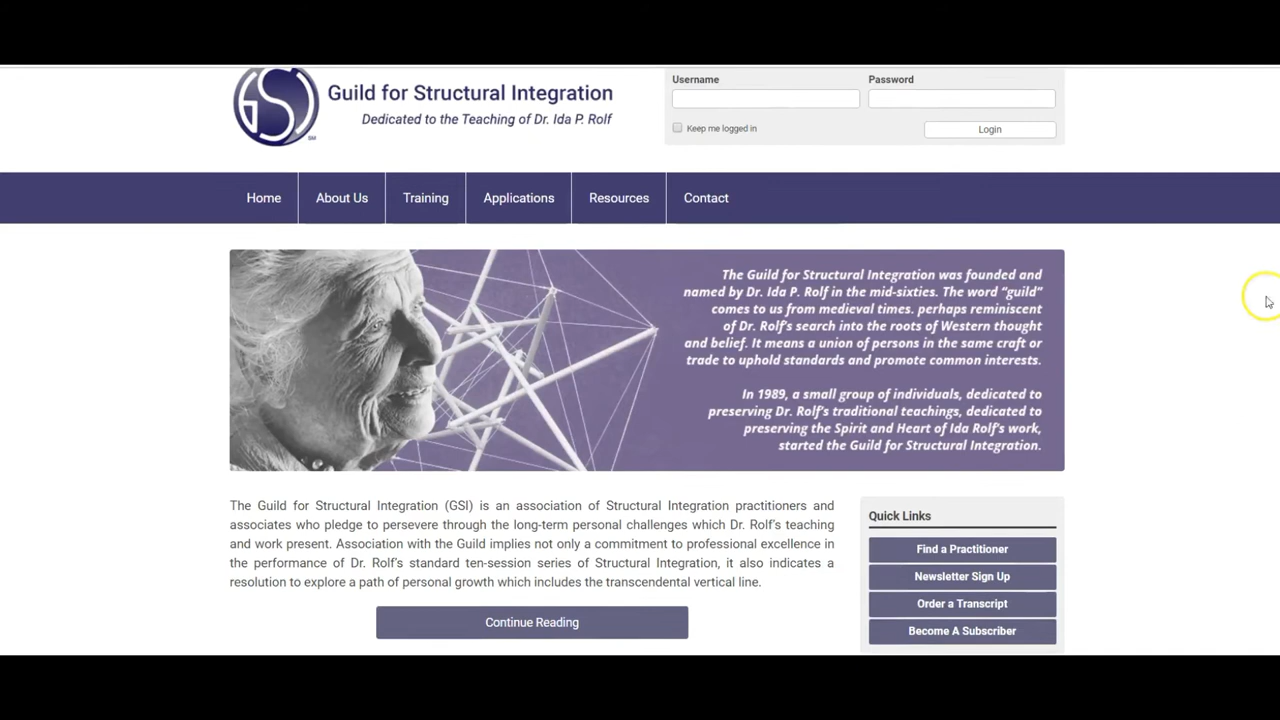 GSI
SM
Guild for Structural Integration
Dedicated to the Teaching of Dr. Ida P. Rolf
Username
Password
Keep me logged in
Login
Home
About Us
Training
Applications
Resources
Contact
The Guild for Structural Integration was founded and
named by Dr. Ida P. Rolf in the mid-sixties. The word “guild”
comes to us from medieval times. perhaps reminiscent
of Dr. Rolf's search into the roots of Western thought
and belief. It means a union of persons in the same craft or
trade to uphold standards and promote common interests.
In 1989, a small group of individuals, dedicated to
preserving Dr. Rolf's traditional teachings, dedicated to
preserving the Spirit and Heart of Ida Rolf's work,
started the Guild for Structural Integration.
The Guild for Structural Integration (GSI) is an association of Structural Integration practitioners and
associates who pledge to persevere through the long-term personal challenges which Dr. Rolf's teaching
and work present. Association with the Guild implies not only a commitment to professional excellence in
the performance of Dr. Rolf's standard ten-session series of Structural Integration, it also indicates a
resolution to explore a path of personal growth which includes the transcendental vertical line.
Continue Reading
Quick Links
Find a Practitioner
Newsletter Sign Up
Order a Transcript
Become A Subscriber